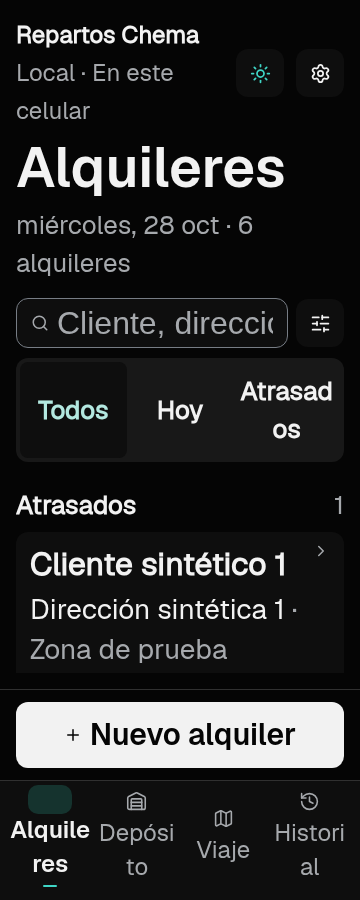 Repartos Chema
Local · En este
celular
Alquileres
miércoles, 28 oct · 6
alquileres
Cliente, direcci
Todos
Hoy
Atrasad
os
Atrasados
1
Cliente sintético 1
Dirección sintética 1 ·
Zona de prueba
+ Nuevo alquiler
Alquile
res
Depósi
to
Viaje
Histori
al